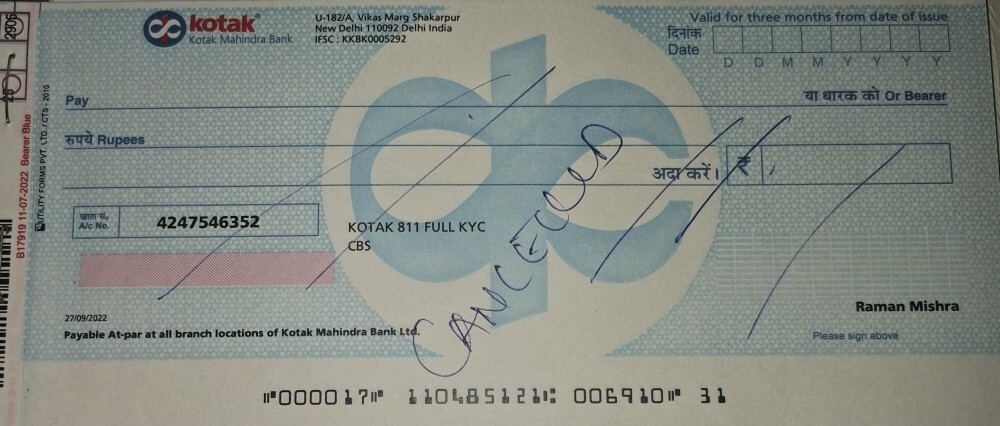 kotak
Kotak Mahindra Bank
U-182/A, Vikas Marg Shakarpur
New Delhi 110092 Delhi India
IFSC : KKBK0005292
Valid for three months from date of issue
दिनांक
Date
D D M M Y Y Y Y
Pay
या धारक को Or Bearer
रुपये Rupees
अदा करें। ₹
खाता सं.
A/c No.
4247546352
KOTAK 811 FULL KYC
CBS
CANCELLED
27/09/2022
Payable At-par at all branch locations of Kotak Mahindra Bank Ltd.
Raman Mishra
Please sign above
⑈000017⑈ 110485121⑆ 006910⑈ 31
UTILITY FORMS PVT. LTD. / CTS - 2010
B17919 11-07-2022 Bearer Blue